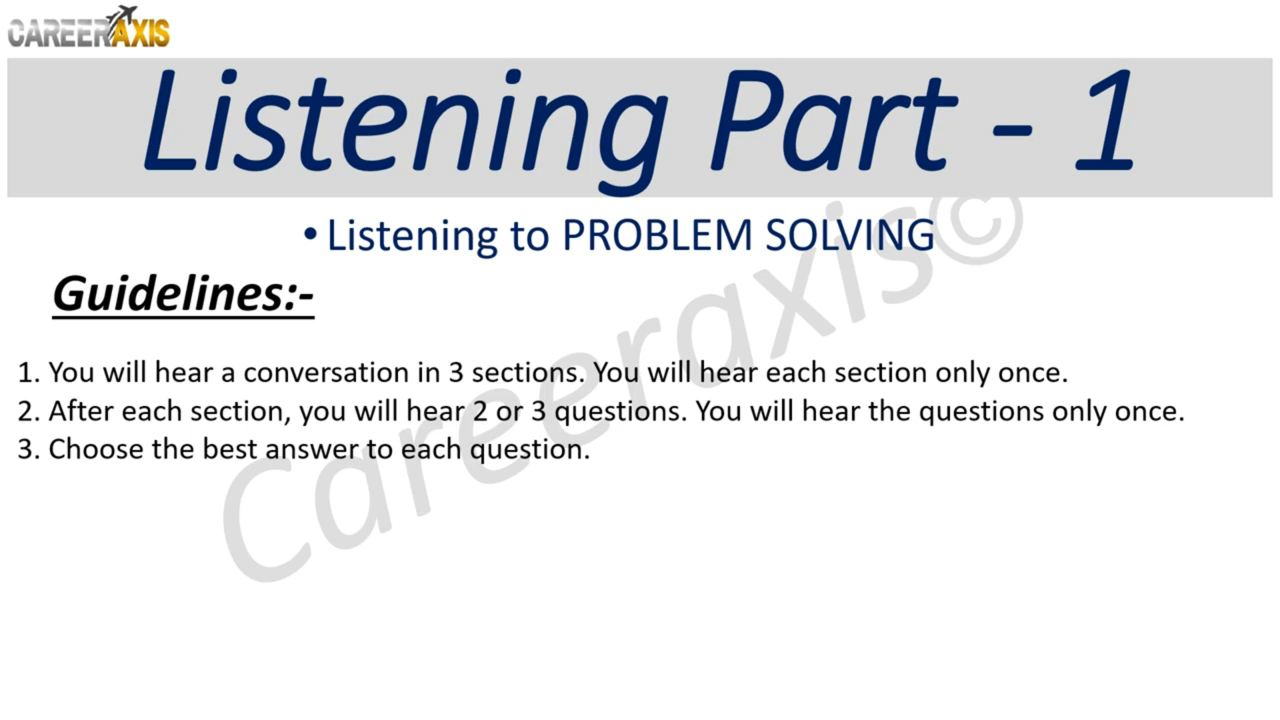 CAREERAXIS
Listening Part - 1
• Listening to PROBLEM SOLVING
Guidelines:-
1. You will hear a conversation in 3 sections. You will hear each section only once.
2. After each section, you will hear 2 or 3 questions. You will hear the questions only once.
3. Choose the best answer to each question.
Careeraxis©